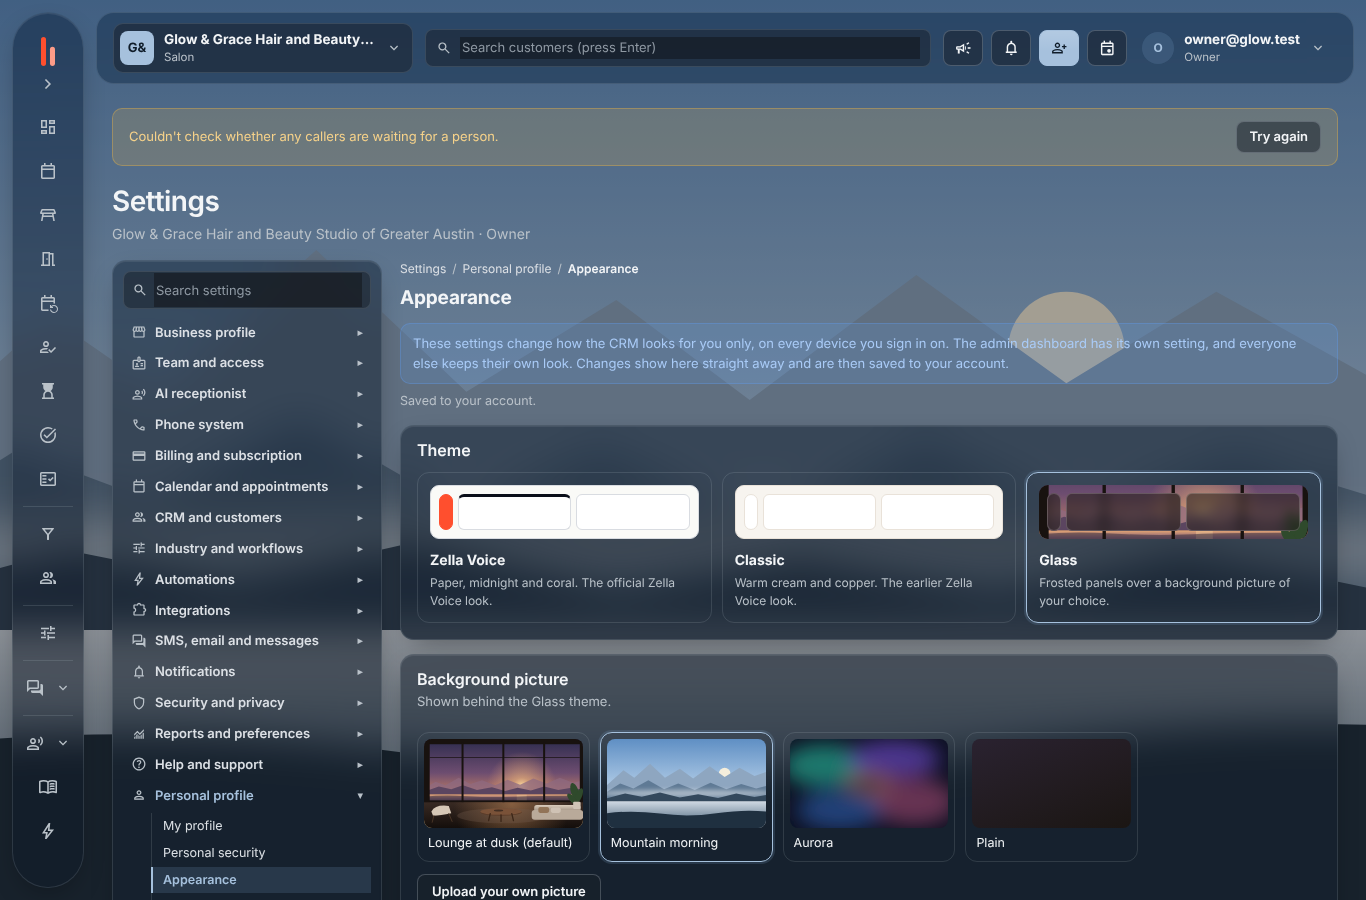 G& Glow & Grace Hair and Beauty...
Salon
Search customers (press Enter)
O owner@glow.test
Owner
Couldn't check whether any callers are waiting for a person.
Try again
Settings
Glow & Grace Hair and Beauty Studio of Greater Austin · Owner
Search settings
Business profile
Team and access
AI receptionist
Phone system
Billing and subscription
Calendar and appointments
CRM and customers
Industry and workflows
Automations
Integrations
SMS, email and messages
Notifications
Security and privacy
Reports and preferences
Help and support
Personal profile
My profile
Personal security
Appearance
Settings / Personal profile / Appearance
Appearance
These settings change how the CRM looks for you only, on every device you sign in on. The admin dashboard has its own setting, and everyone
else keeps their own look. Changes show here straight away and are then saved to your account.
Saved to your account.
Theme
Zella Voice
Paper, midnight and coral. The official Zella
Voice look.
Classic
Warm cream and copper. The earlier Zella
Voice look.
Glass
Frosted panels over a background picture of
your choice.
Background picture
Shown behind the Glass theme.
Lounge at dusk (default)
Mountain morning
Aurora
Plain
Upload your own picture